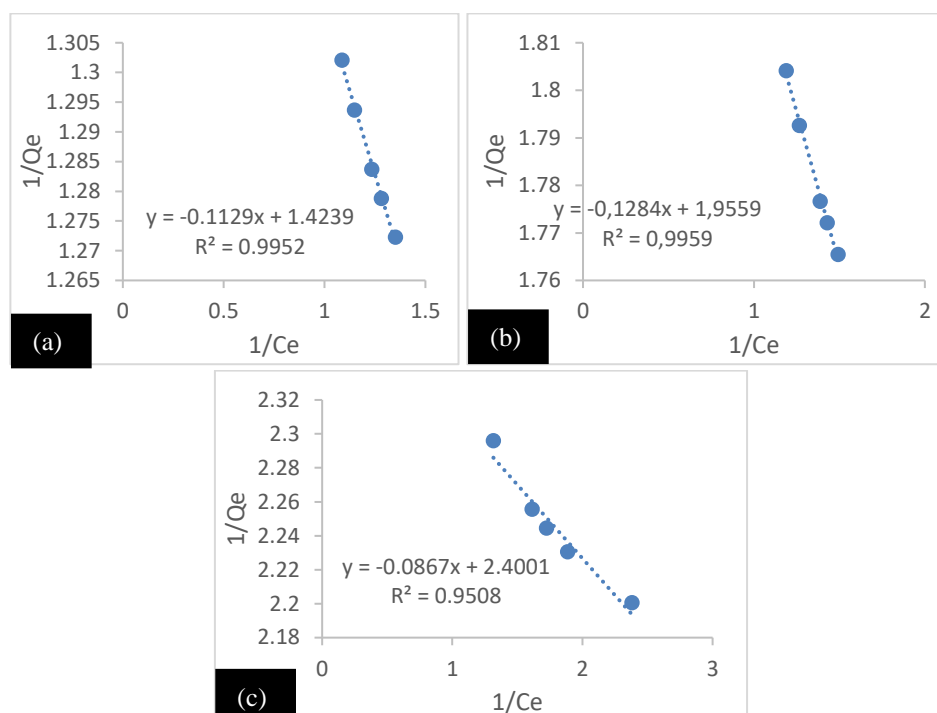 1.305
1.3
1.295
1.29
1.285
1.28
1.275
1.27
1.265
1/Qe
y = -0.1129x + 1.4239
R² = 0.9952
0 0.5 1 1.5
1/Ce
(a)
1.81
1.8
1.79
1.78
1.77
1.76
1/Qe
y = -0,1284x + 1,9559
R² = 0,9959
0 1 2
1/Ce
(b)
2.32
2.3
2.28
2.26
2.24
2.22
2.2
2.18
1/Qe
y = -0.0867x + 2.4001
R² = 0.9508
0 1 2 3
1/Ce
(c)